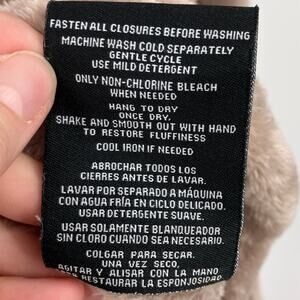 FASTEN ALL CLOSURES BEFORE WASHING
MACHINE WASH COLD SEPARATELY
GENTLE CYCLE
USE MILD DETERGENT
ONLY NON-CHLORINE BLEACH
WHEN NEEDED
HANG TO DRY
ONCE DRY,
SHAKE AND SMOOTH OUT WITH HAND
TO RESTORE FLUFFINESS
COOL IRON IF NEEDED
ABROCHAR TODOS LOS
CIERRES ANTES DE LAVAR.
LAVAR POR SEPARADO A MÁQUINA
CON AGUA FRÍA EN CICLO DELICADO.
USAR DETERGENTE SUAVE.
USAR SOLAMENTE BLANQUEADOR
SIN CLORO CUANDO SEA NECESARIO.
COLGAR PARA SECAR.
UNA VEZ SECO,
AGITAR Y ALISAR CON LA MANO
RESTAURAR LA ESPONJOSIDAD